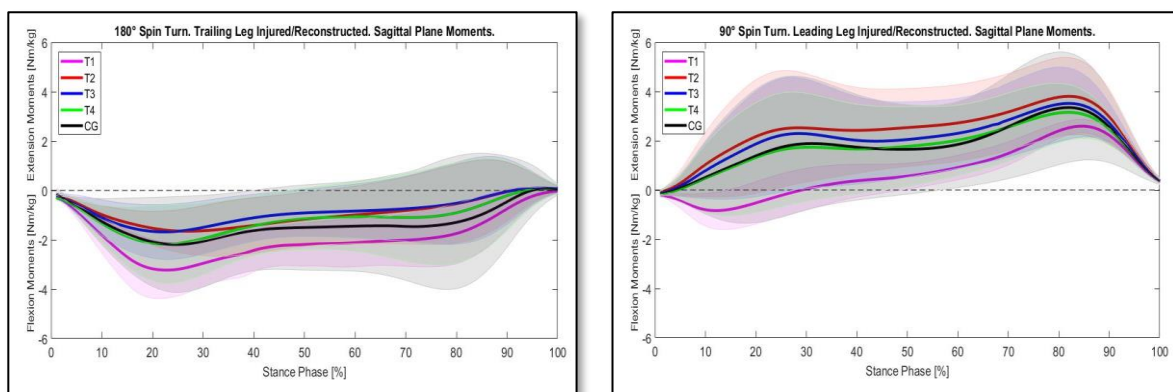 180° Spin Turn. Trailing Leg Injured/Reconstructed. Sagittal Plane Moments.
Flexion Moments [Nm/kg] Extension Moments [Nm/kg]
6
4
2
0
-2
-4
-6
T1
T2
T3
T4
CG
0 10 20 30 40 50 60 70 80 90 100
Stance Phase [%]
90° Spin Turn. Leading Leg Injured/Reconstructed. Sagittal Plane Moments.
Flexion Moments [Nm/kg] Extension Moments [Nm/kg]
6
4
2
0
-2
-4
-6
T1
T2
T3
T4
CG
0 10 20 30 40 50 60 70 80 90 100
Stance Phase [%]